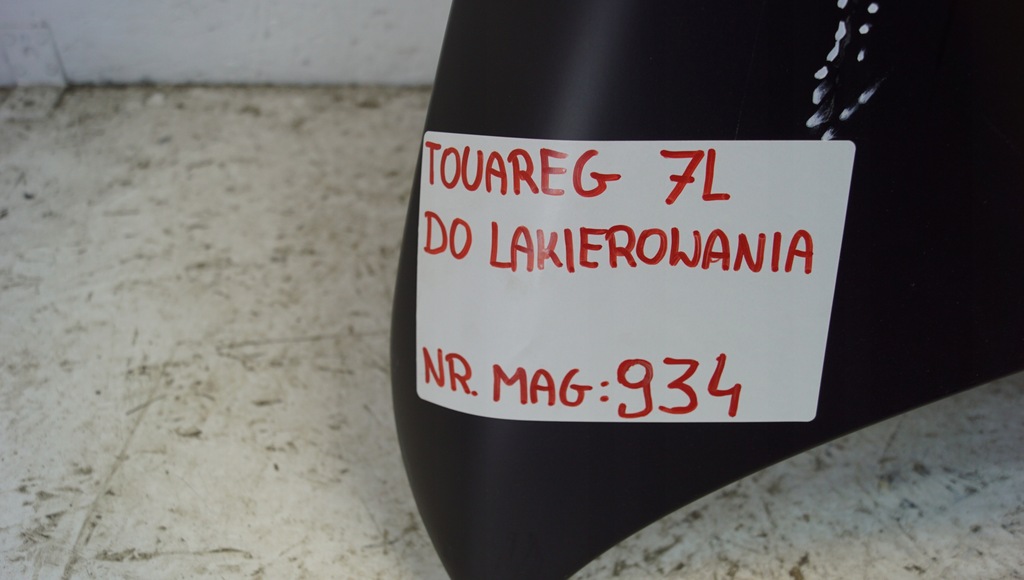 TOUAREG 7L
DO LAKIEROWANIA
NR. MAG: 934